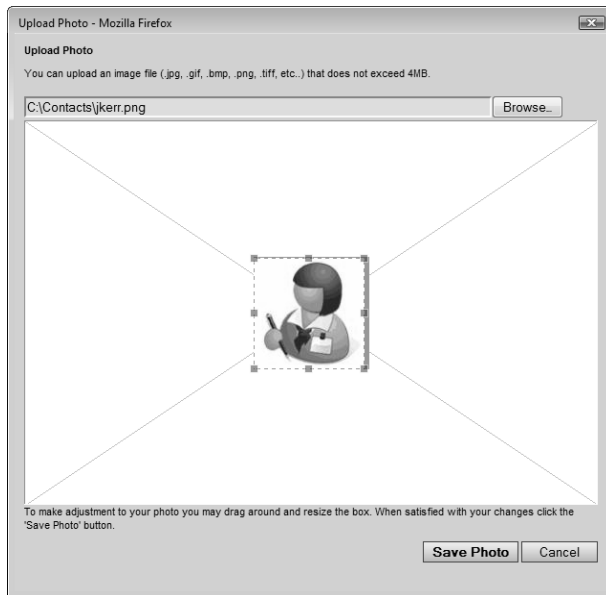 Upload Photo - Mozilla Firefox
Upload Photo
You can upload an image file (.jpg, .gif, .bmp, .png, .tiff, etc..) that does not exceed 4MB.
C:\Contacts\jkerr.png
Browse...
To make adjustment to your photo you may drag around and resize the box. When satisfied with your changes click the
'Save Photo' button.
Save Photo
Cancel